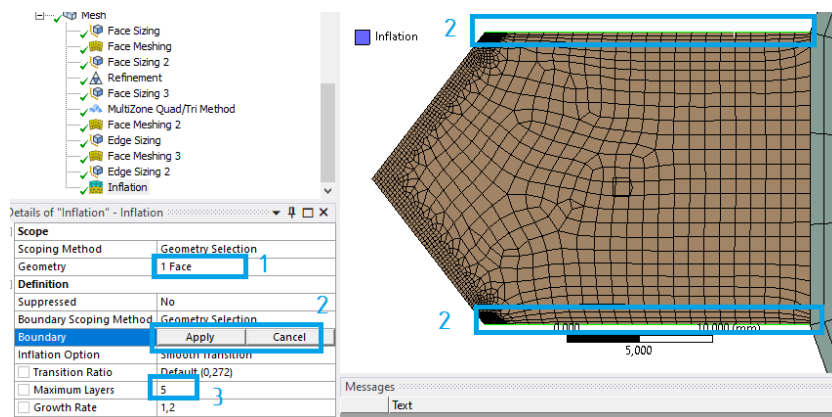 Mesh
Face Sizing
Face Meshing
Face Sizing 2
Refinement
Face Sizing 3
MultiZone Quad/Tri Method
Face Meshing 2
Edge Sizing
Face Meshing 3
Edge Sizing 2
Inflation
Details of "Inflation" - Inflation
Scope
Scoping Method Geometry Selection
Geometry 1 Face 1
Definition
Suppressed No
2
Boundary Scoping Method Geometry Selection
Boundary Apply Cancel
Inflation Option Smooth Transition
Transition Ratio Default (0,272)
Maximum Layers 5 3
Growth Rate 1,2
Inflation
2
2
0.000 10,000 (mm)
5,000
Messages
Text